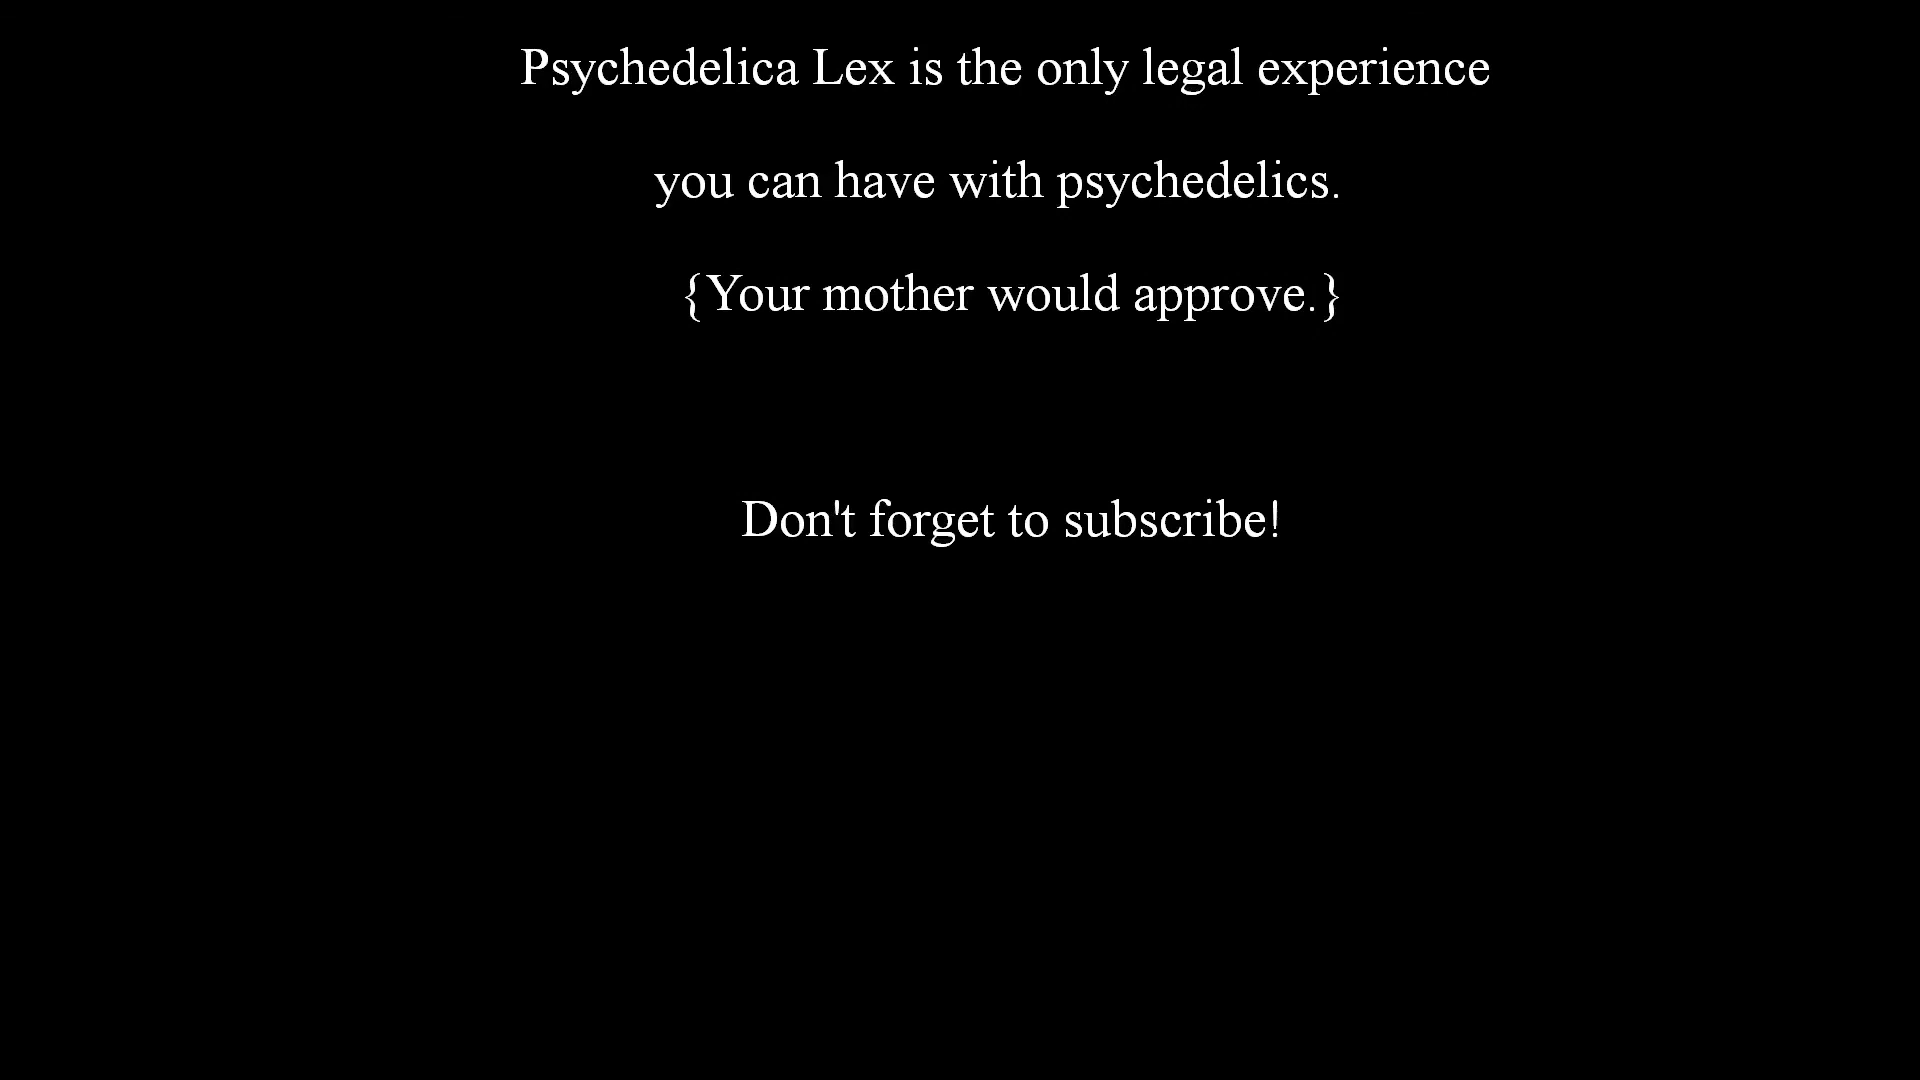 Psychedelica Lex is the only legal experience
you can have with psychedelics.
{Your mother would approve.}
Don't forget to subscribe!